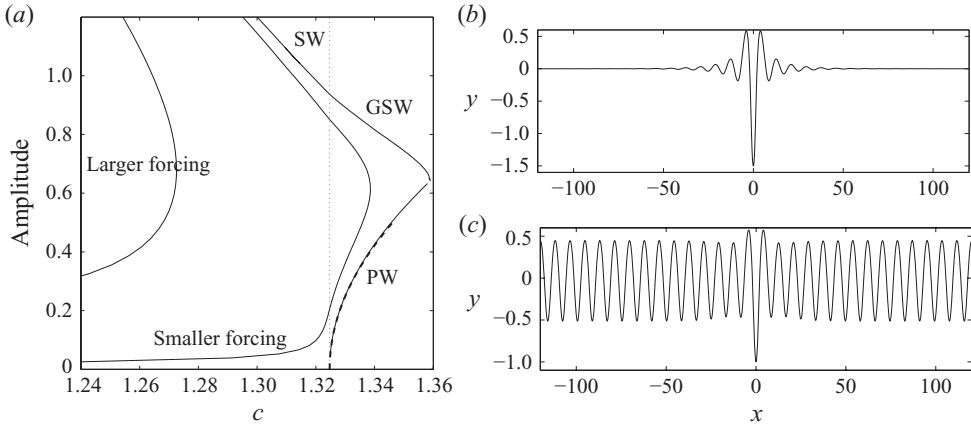 (a)
SW
GSW
Larger forcing
PW
Smaller forcing
Amplitude
1.0
0.8
0.6
0.4
0.2
0
1.24 1.26 1.28 1.30 1.32 1.34 1.36
c
(b)
0.5
0
−0.5
−1.0
−1.5
y
−100 −50 0 50 100
(c)
0.5
0
−0.5
−1.0
y
−100 −50 0 50 100
x